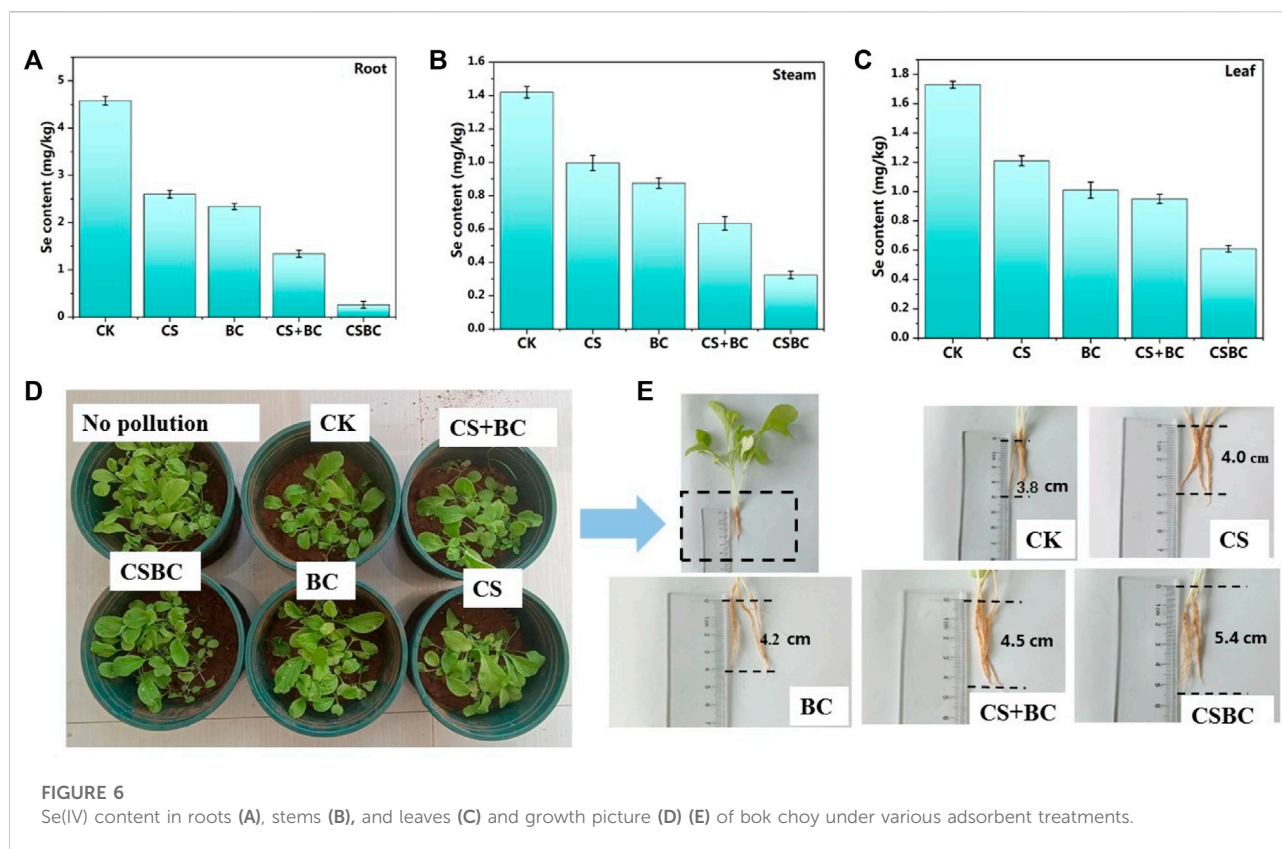 A
Root
Se content (mg/kg)
5
4
3
2
1
0
CK CS BC CS+BC CSBC
B
Steam
Se content (mg/kg)
1.6
1.4
1.2
1.0
0.8
0.6
0.4
0.2
0.0
CK CS BC CS+BC CSBC
C
Leaf
Se content (mg/kg)
1.8
1.6
1.4
1.2
1.0
0.8
0.6
0.4
0.2
0.0
CK CS BC CS+BC CSBC
D
No pollution
CK
CS+BC
CSBC
BC
CS
E
3.8 cm
CK
4.0 cm
CS
4.2 cm
BC
4.5 cm
CS+BC
5.4 cm
CSBC
FIGURE 6
Se(IV) content in roots (A), stems (B), and leaves (C) and growth picture (D) (E) of bok choy under various adsorbent treatments.